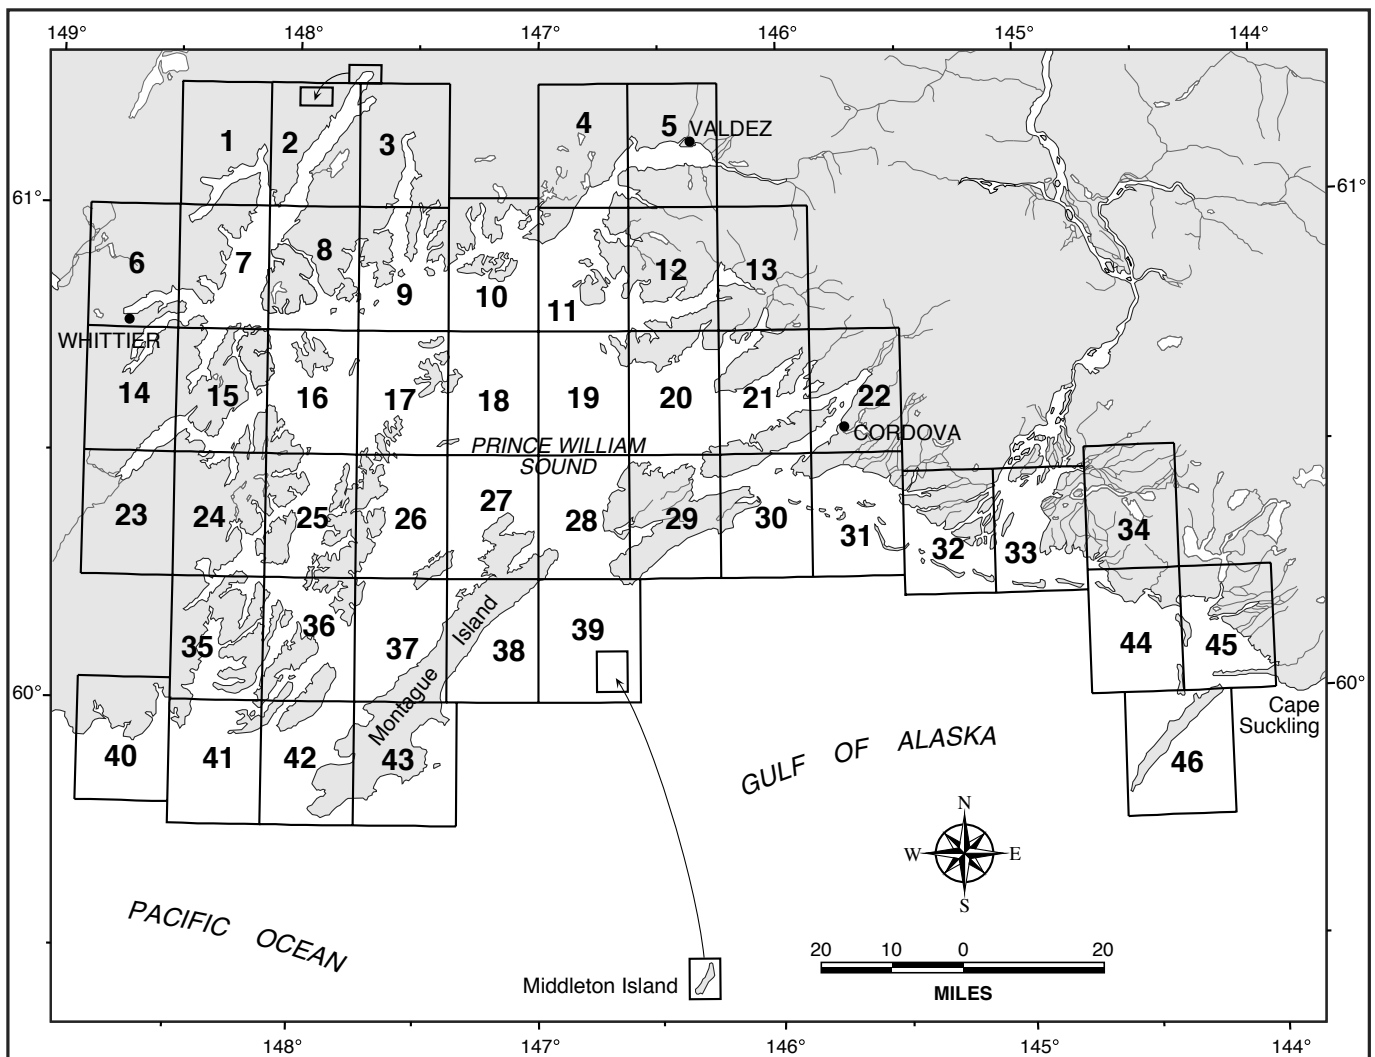 149° 148° 147° 146° 145° 144°
1 2 3 4 5 VALDEZ
61° 61°
6 7 8 9 10 11 12 13
WHITTIER
14 15 16 17 18 19 20 21 22
CORDOVA
PRINCE WILLIAM
SOUND
23 24 25 26 27 28 29 30 31 32 33 34
35 36 37 38 39 44 45
Montague Island
60° 60°
Cape
Suckling
40 41 42 43 46
GULF OF ALASKA
N
W E
S
PACIFIC OCEAN
20 10 0 20
MILES
Middleton Island
148° 147° 146° 145° 144°